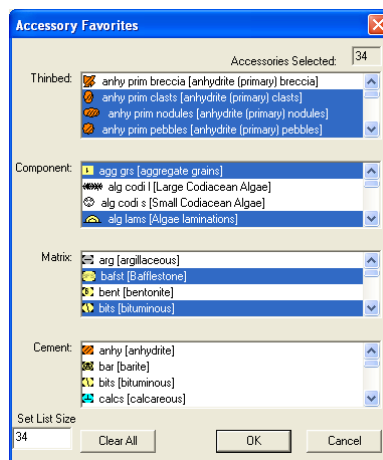 Accessory Favorites
Accessories Selected: 34
Thinbed:
anhy prim breccia [anhydrite (primary) breccia]
anhy prim clasts [anhydrite (primary) clasts]
anhy prim nodules [anhydrite (primary) nodules]
anhy prim pebbles [anhydrite (primary) pebbles]
Component:
agg grs [aggregate grains]
alg codi l [Large Codiacean Algae]
alg codi s [Small Codiacean Algae]
alg lams [Algae laminations]
Matrix:
arg [argillaceous]
bafst [Bafflestone]
bent [bentonite]
bits [bituminous]
Cement:
anhy [anhydrite]
bar [barite]
bits [bituminous]
calcs [calcareous]
Set List Size
34
Clear All
OK
Cancel